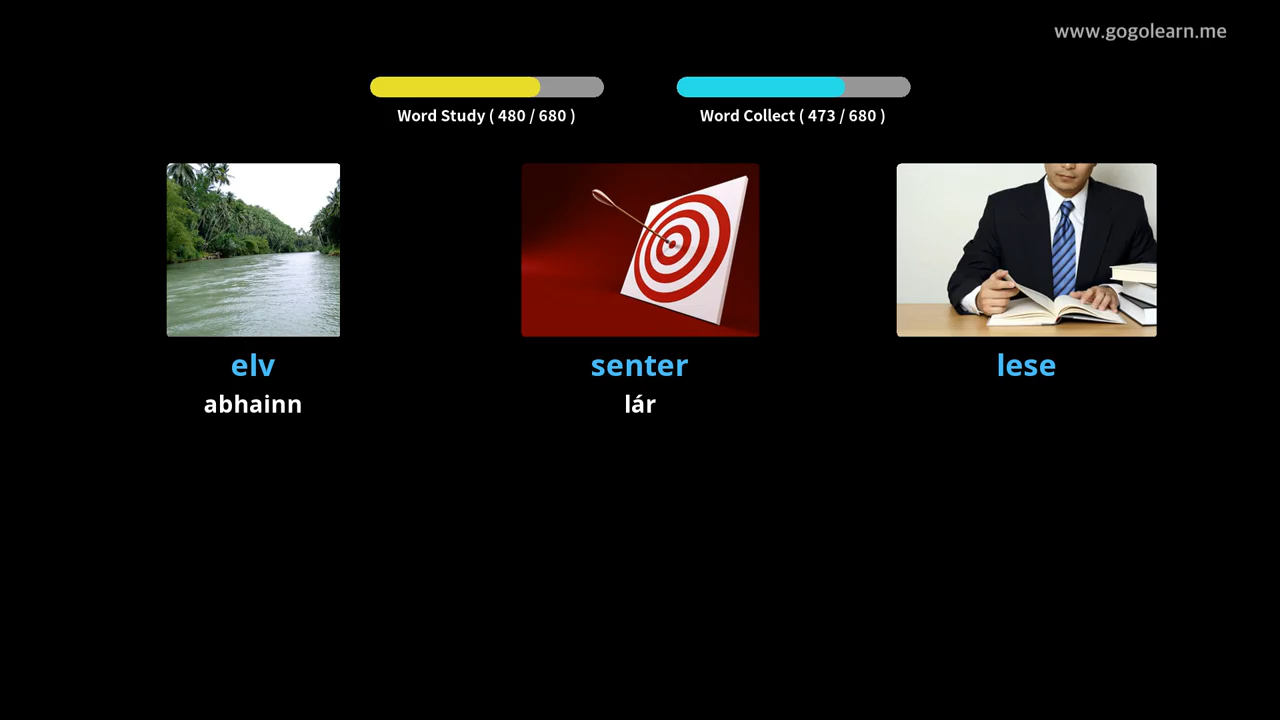 www.gogolearn.me
Word Study ( 480 / 680 )
Word Collect ( 473 / 680 )
elv
abhainn
senter
lár
lese